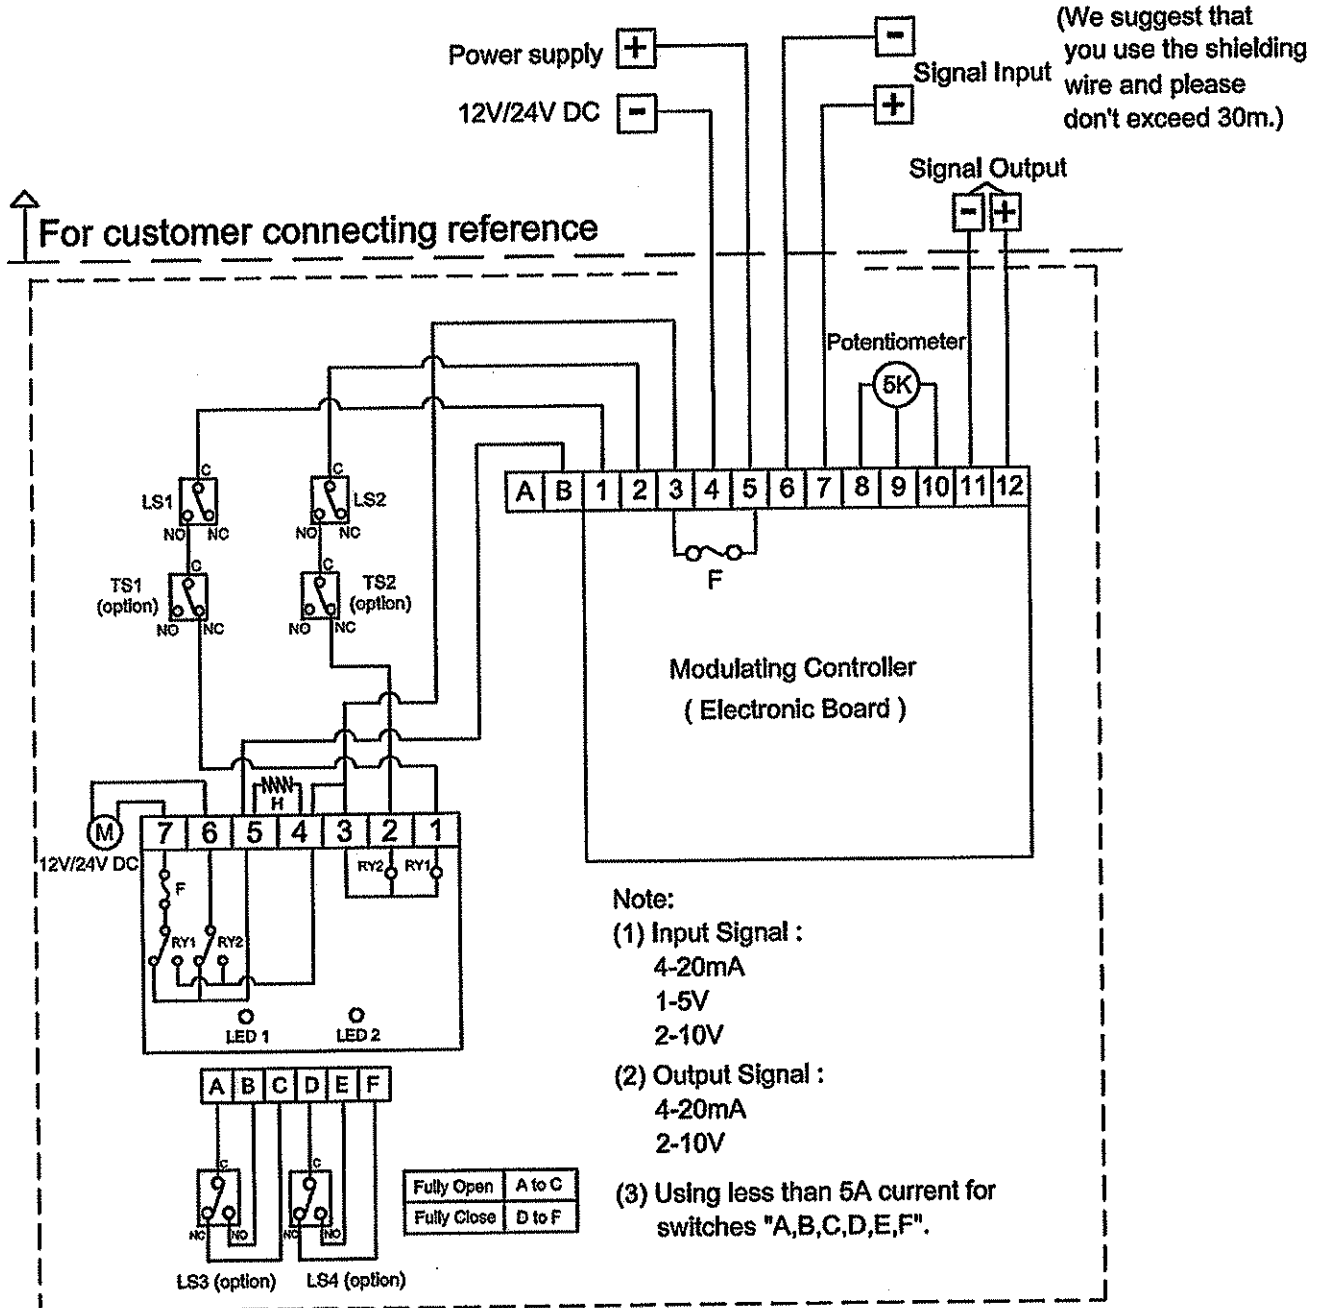 (We suggest that
you use the shielding
wire and please
don't exceed 30m.)
Power supply +
12V/24V DC -
-
Signal Input
+
Signal Output
- +
For customer connecting reference
Potentiometer
5K
A B 1 2 3 4 5 6 7 8 9 10 11 12
C
LS1
NO NC
C
LS2
NO NC
C
TS1
(option)
NO NC
C
TS2
(option)
NO NC
F
Modulating Controller
( Electronic Board )
H
M
12V/24V DC
7 6 5 4 3 2 1
F
RY2 RY1
RY1 RY2
LED 1 LED 2
A B C D E F
C
NC NO
C
NC NO
LS3 (option) LS4 (option)
Fully Open A to C
Fully Close D to F
Note:
(1) Input Signal :
4-20mA
1-5V
2-10V
(2) Output Signal :
4-20mA
2-10V
(3) Using less than 5A current for
switches "A,B,C,D,E,F".